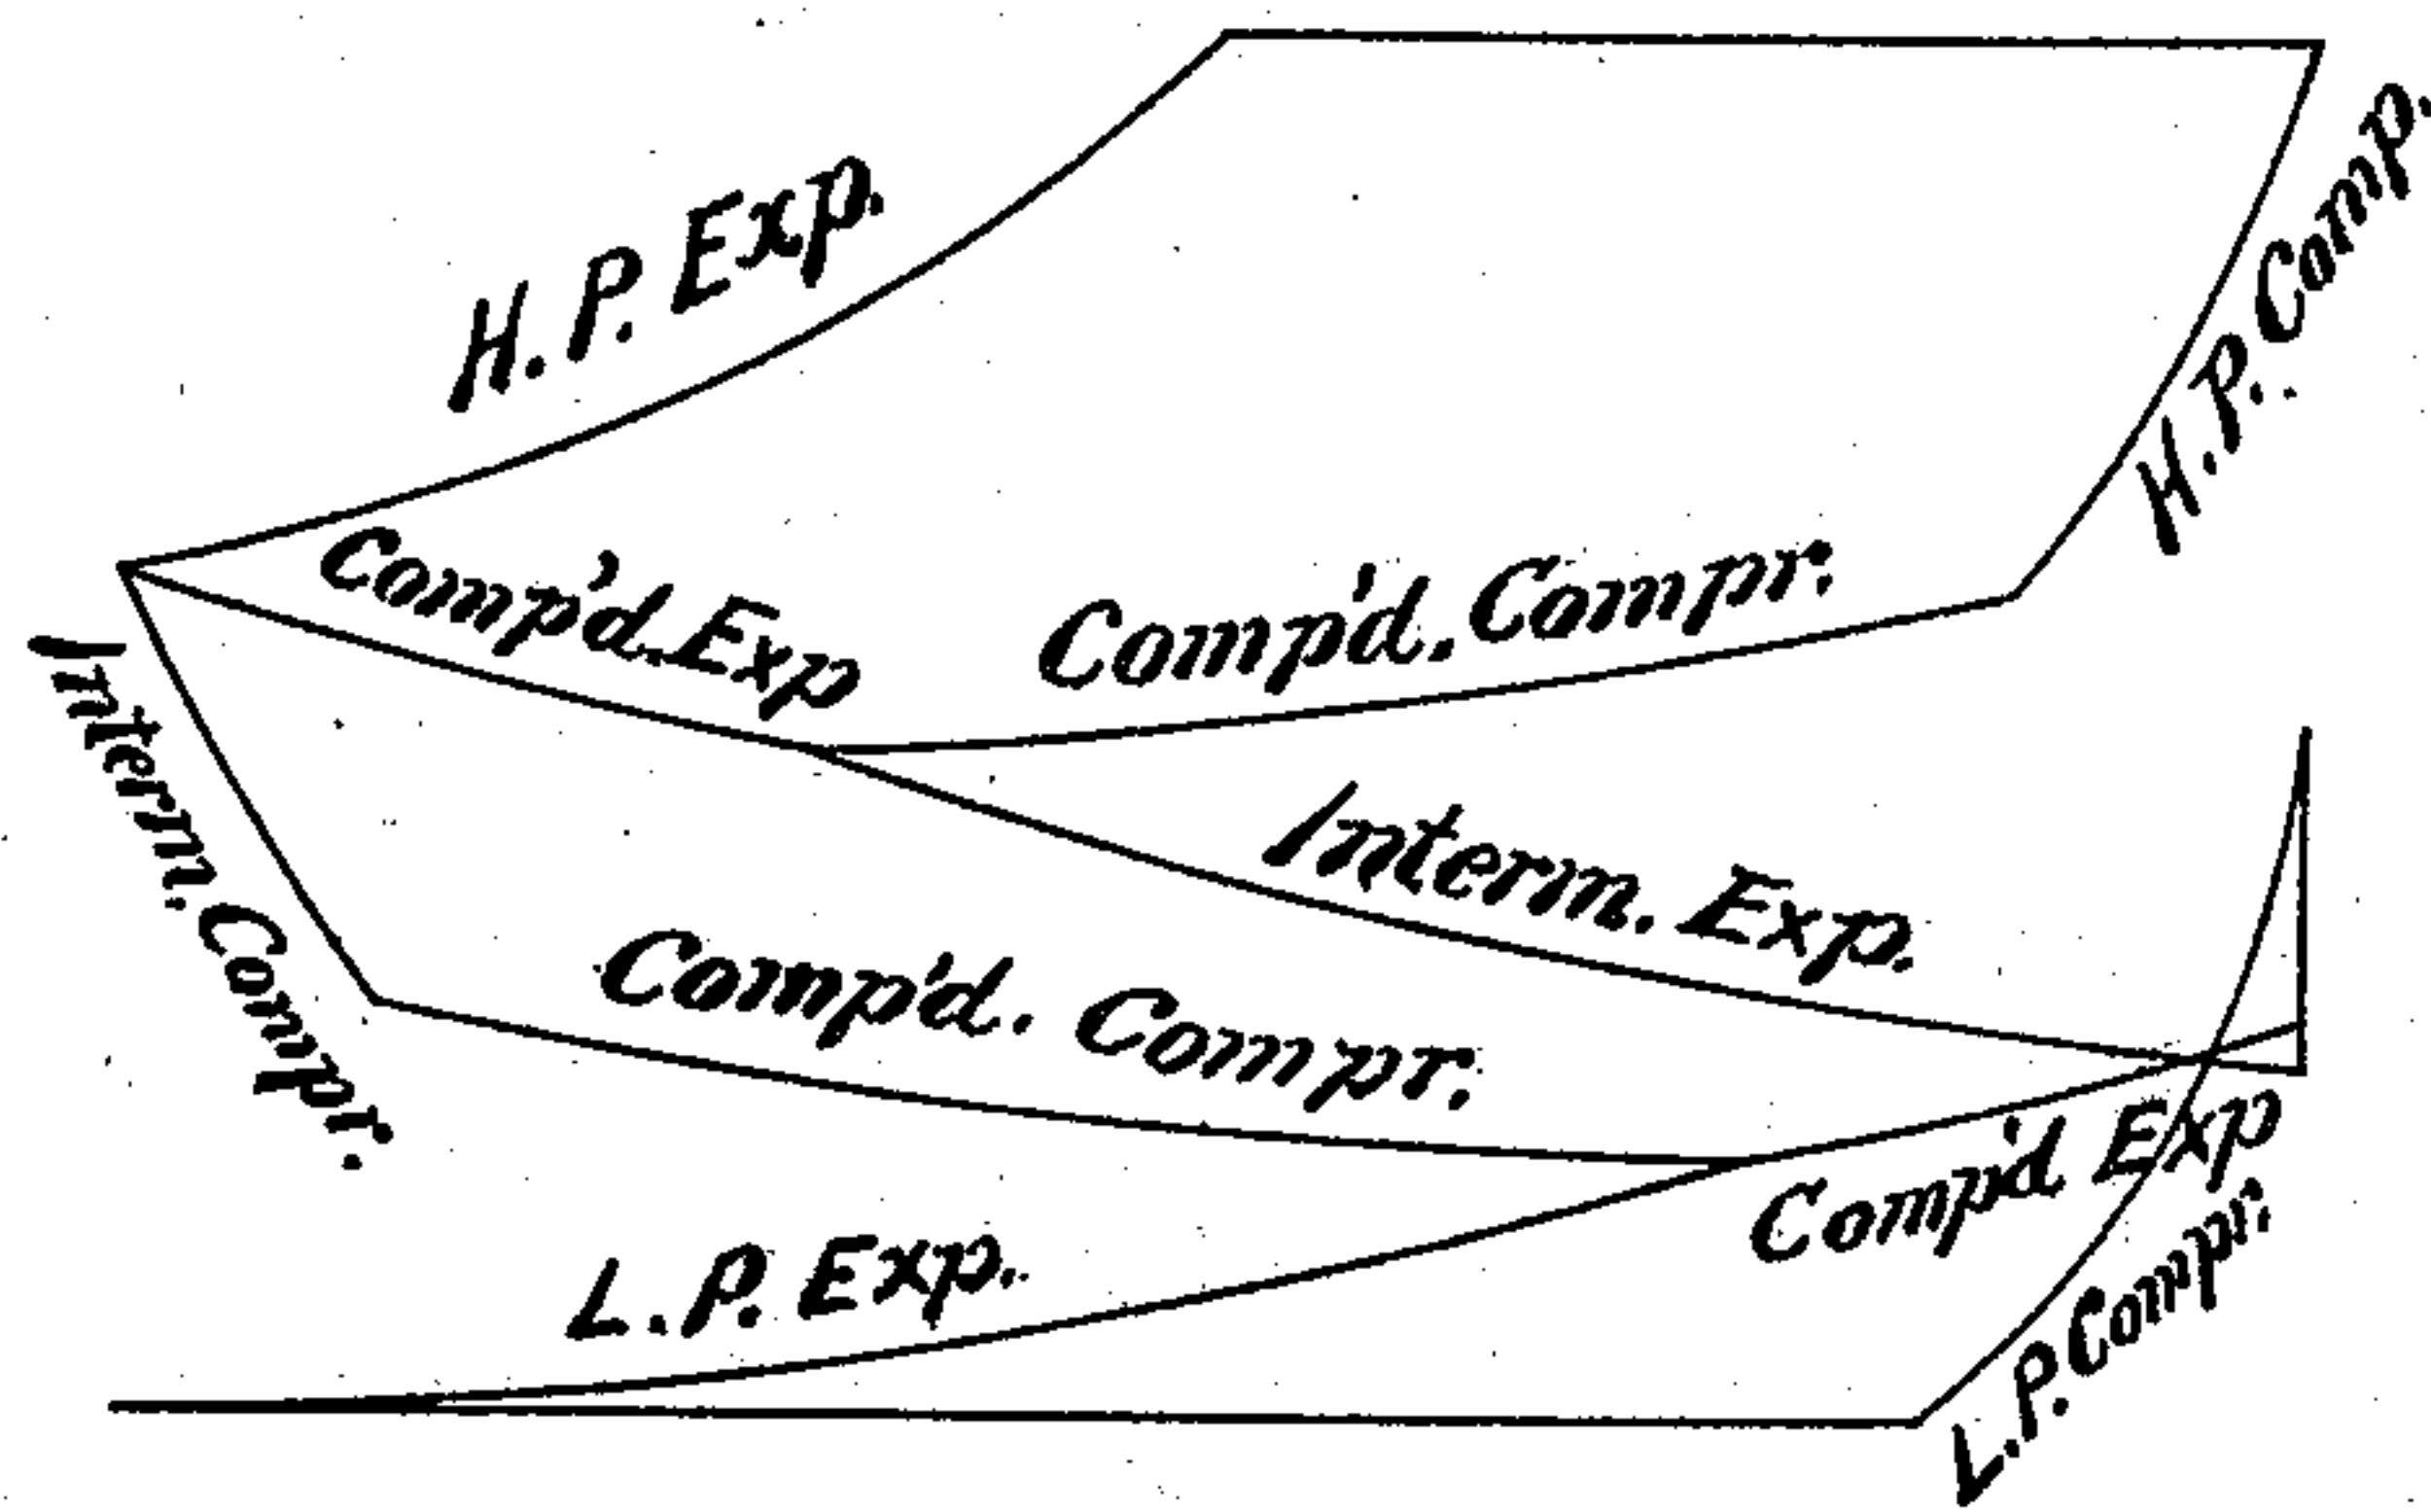 H. P. Exp.
H. P. Comp.
Comp'd. Exp
Comp'd. Compr.
Interm. Compr.
Interm. Exp.
Comp'd. Compr.
Comp'd Exp
L. P. Exp.
L. P. Compr.